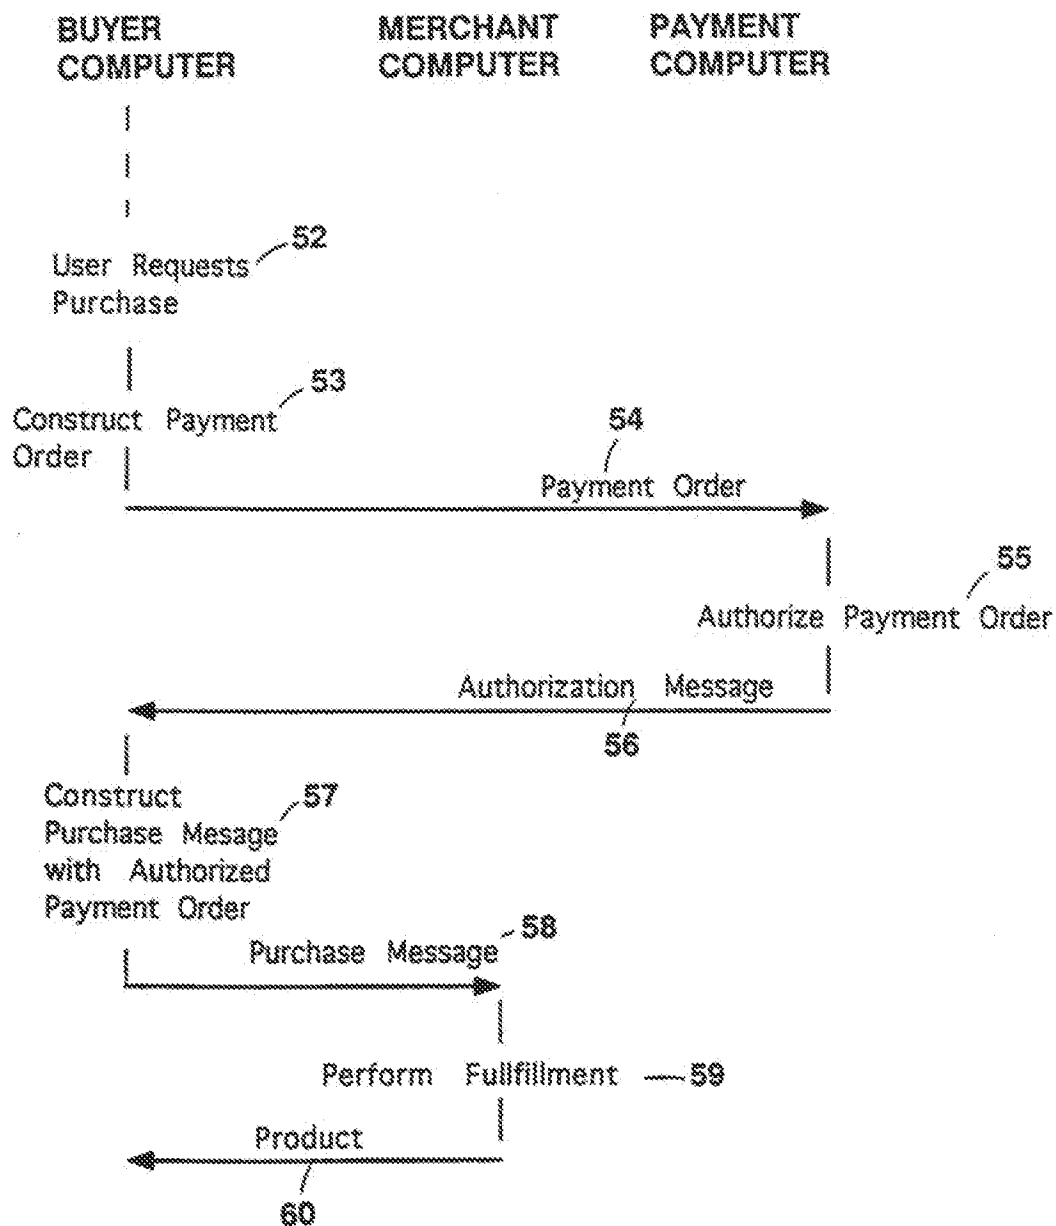 BUYER
COMPUTER
MERCHANT
COMPUTER
PAYMENT
COMPUTER
52
User Requests
Purchase
53
Construct Payment
Order
54
Payment Order
55
Authorize Payment Order
Authorization Message
56
57
Construct
Purchase Mesage
with Authorized
Payment Order
58
Purchase Message
Perform Fullfillment
59
Product
60